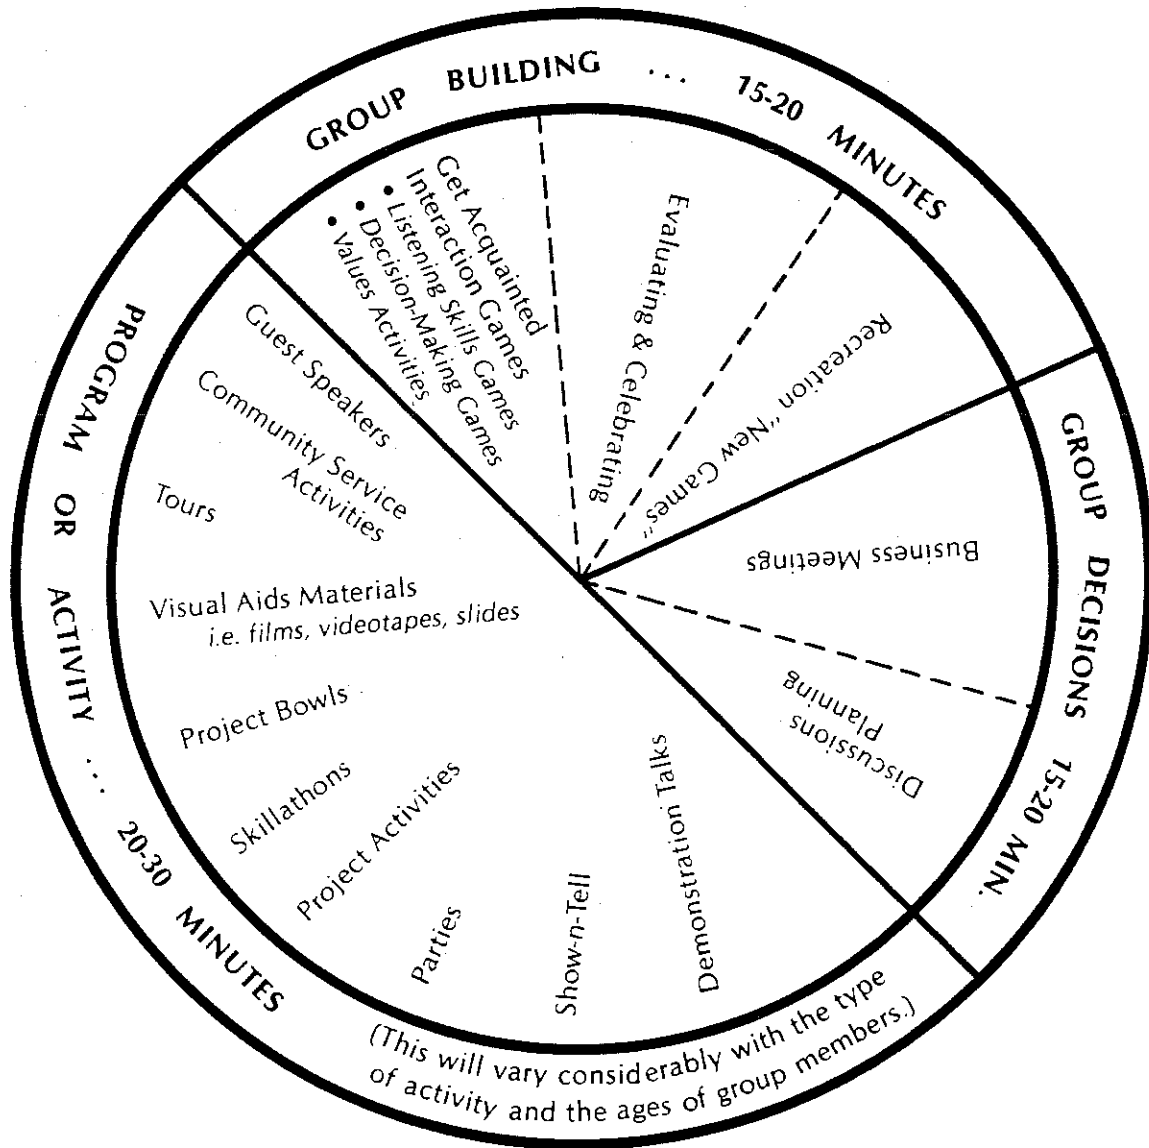 GROUP BUILDING ... 15-20 MINUTES
Get Acquainted
Interaction Games
• Listening Skills Games
• Decision-Making Games
• Values Activities
Evaluating & Celebrating
Recreation "New Games"
GROUP DECISIONS 15-20 MIN.
Business Meetings
Discussions
Planning
PROGRAM OR ACTIVITY ... 20-30 MINUTES
(This will vary considerably with the type
of activity and the ages of group members.)
Guest Speakers
Community Service
Activities
Tours
Visual Aids Materials
i.e. films, videotapes, slides
Project Bowls
Skillathons
Project Activities
Parties
Show-n-Tell
Demonstration Talks